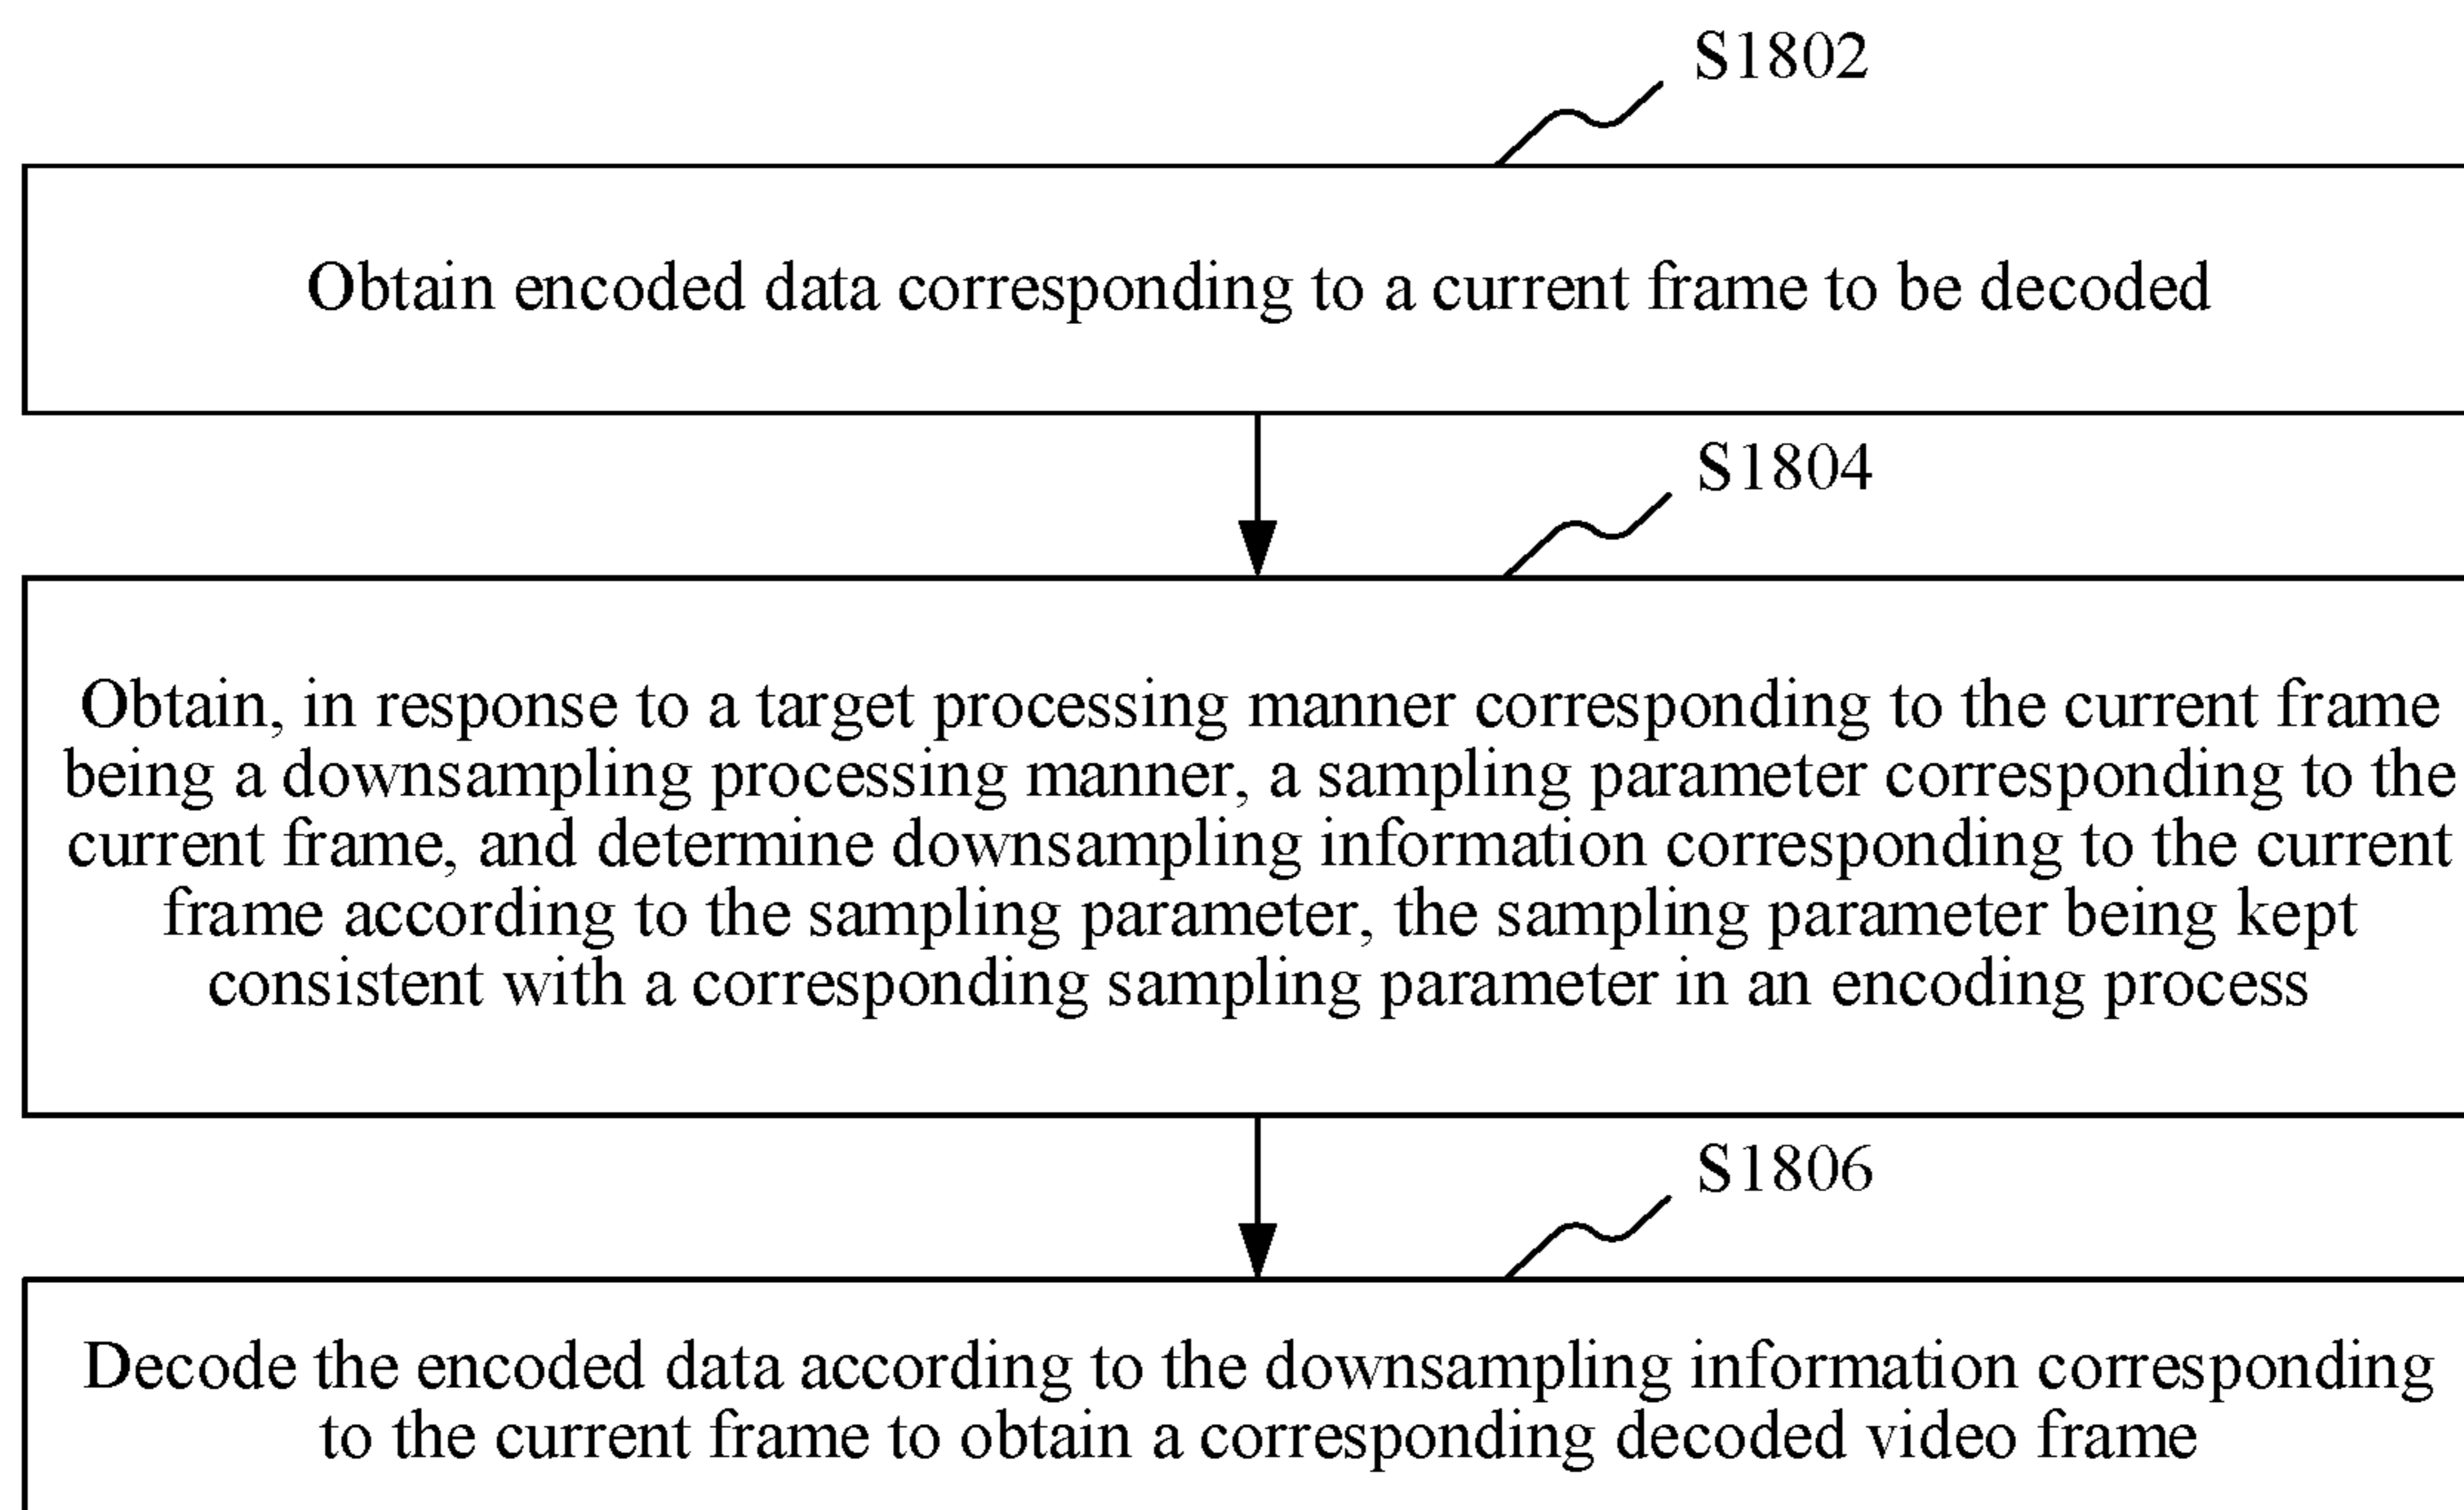 S1802
Obtain encoded data corresponding to a current frame to be decoded
S1804
Obtain, in response to a target processing manner corresponding to the current frame
being a downsampling processing manner, a sampling parameter corresponding to the
current frame, and determine downsampling information corresponding to the current
frame according to the sampling parameter, the sampling parameter being kept
consistent with a corresponding sampling parameter in an encoding process
S1806
Decode the encoded data according to the downsampling information corresponding
to the current frame to obtain a corresponding decoded video frame